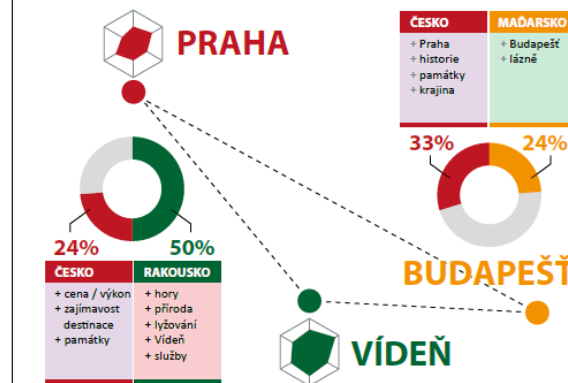 PRAHA
ČESKO
+ Praha
+ historie
+ památky
+ krajina
MAĎARSKO
+ Budapešť
+ lázně
33%
24%
24%
50%
ČESKO
+ cena / výkon
+ zajímavost
destinace
+ památky
RAKOUSKO
+ hory
+ příroda
+ lyžování
+ Vídeň
+ služby
BUDAPEŠŤ
VÍDEŇ